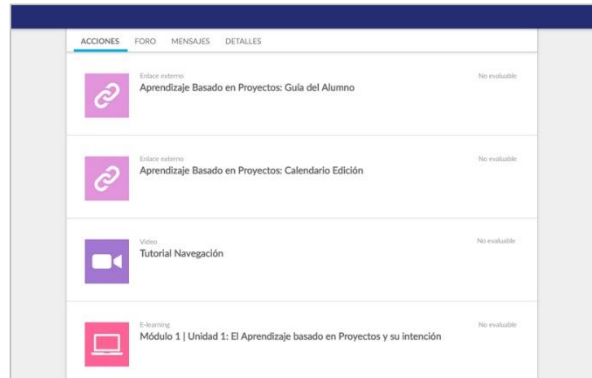 ACCIONES FORO MENSAJES DETALLES
Enlace externo No evaluable
Aprendizaje Basado en Proyectos: Guía del Alumno
Enlace externo No evaluable
Aprendizaje Basado en Proyectos: Calendario Edición
Video No evaluable
Tutorial Navegación
E-learning No evaluable
Módulo 1 | Unidad 1: El Aprendizaje basado en Proyectos y su intención